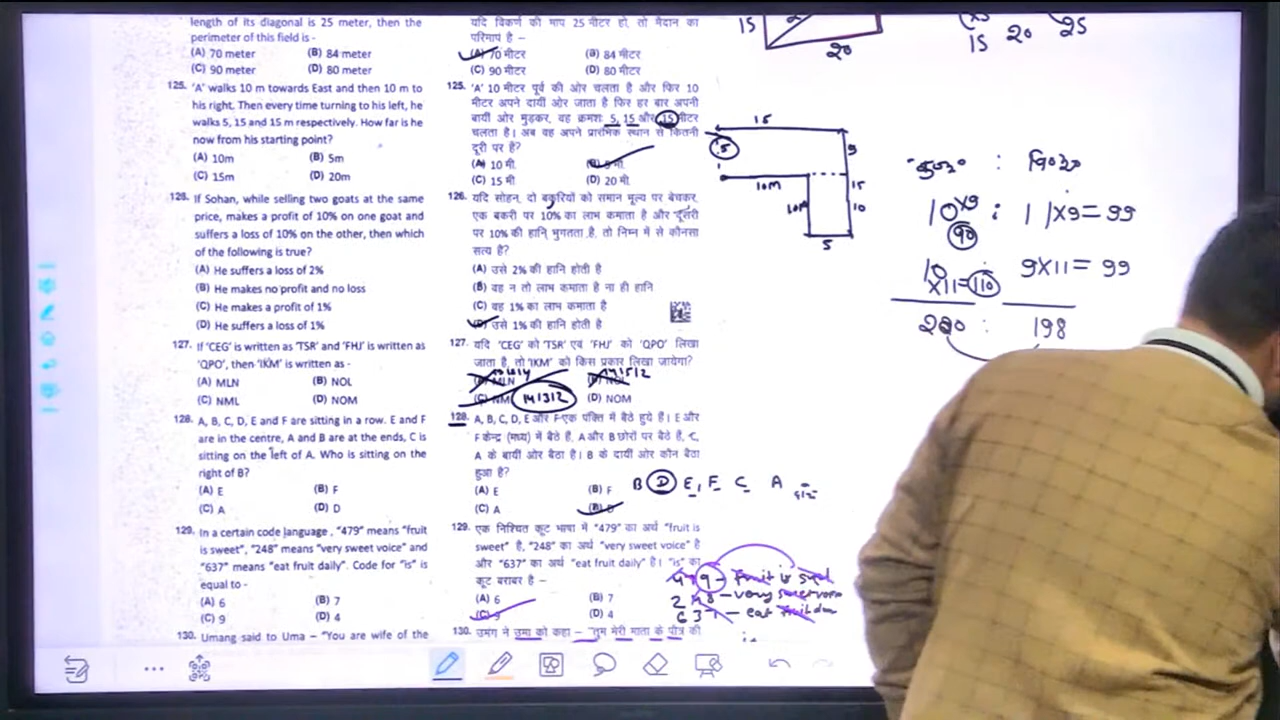 length of its diagonal is 25 meter, then the
perimeter of this field is -
(A) 70 meter (B) 84 meter
(C) 90 meter (D) 80 meter
125. 'A' walks 10 m towards East and then 10 m to
his right. Then every time turning to his left, he
walks 5, 15 and 15 m respectively. How far is he
now from his starting point?
(A) 10m (B) 5m
(C) 15m (D) 20m
126. If Sohan, while selling two goats at the same
price, makes a profit of 10% on one goat and
suffers a loss of 10% on the other, then which
of the following is true?
(A) He suffers a loss of 2%
(B) He makes no profit and no loss
(C) He makes a profit of 1%
(D) He suffers a loss of 1%
127. If 'CEG' is written as 'TSR' and 'FHJ' is written as
'QPO', then 'IKM' is written as -
(A) MLN (B) NOL
(C) NML (D) NOM
128. A, B, C, D, E and F are sitting in a row. E and F
are in the centre, A and B are at the ends, C is
sitting on the left of A. Who is sitting on the
right of B?
(A) E (B) F
(C) A (D) D
129. In a certain code language, "479" means "fruit
is sweet", "248" means "very sweet voice" and
"637" means "eat fruit daily". Code for "is" is
equal to -
(A) 6 (B) 7
(C) 9 (D) 4
130. Umang said to Uma – "You are wife of the
यदि विकर्ण की माप 25 मीटर हो, तो मैदान का
परिमाप है –
(A) 70 मीटर (B) 84 मीटर
(C) 90 मीटर (D) 80 मीटर
125. 'A' 10 मीटर पूर्व की ओर चलता है और फिर 10
मीटर अपने दायीं ओर जाता है फिर हर बार अपनी
बायीं ओर मुड़कर, वह क्रमशः 5, 15 और 15 मीटर
चलता है। अब वह अपने प्रारंभिक स्थान से कितनी
दूरी पर है?
(A) 10 मी. (B) 5 मी.
(C) 15 मी. (D) 20 मी.
126. यदि सोहन, दो बकरियों को समान मूल्य पर बेचकर,
एक बकरी पर 10% का लाभ कमाता है और दूसरी
पर 10% की हानि भुगतता है, तो निम्न में से कौनसा
सत्य है?
(A) उसे 2% की हानि होती है
(B) वह न तो लाभ कमाता है ना ही हानि
(C) वह 1% का लाभ कमाता है
(D) उसे 1% की हानि होती है
127. यदि 'CEG' को 'TSR' एवं 'FHJ' को 'QPO' लिखा
जाता है, तो 'IKM' को किस प्रकार लिखा जायेगा?
(A) MLN (B) NOL
(C) NM 141312 (D) NOM
128. A, B, C, D, E और F एक पंक्ति में बैठे हुये हैं। E और
F केन्द्र (मध्य) में बैठे हैं, A और B छोरों पर बैठे हैं, C,
A के बायीं ओर बैठा है। B के दायीं ओर कौन बैठा
हुआ है?
(A) E (B) F
(C) A (D) D
129. एक निश्चित कूट भाषा में "479" का अर्थ "fruit is
sweet" है, "248" का अर्थ "very sweet voice" है
और "637" का अर्थ "eat fruit daily" है। "is" का
कूट बराबर है –
(A) 6 (B) 7
(C) 9 (D) 4
130. उमंग ने उमा को कहा – "तुम मेरी माता के पौत्र की
15
20
15 20 25
15
5
5
10M
15
10M
10
5
:
10×9 : 11×9=99
90
10×11=110 9×11=99
200 : 198
B D E, F C A
9 – fruit is
2 8 – very sweet
6 3 – eat fruit